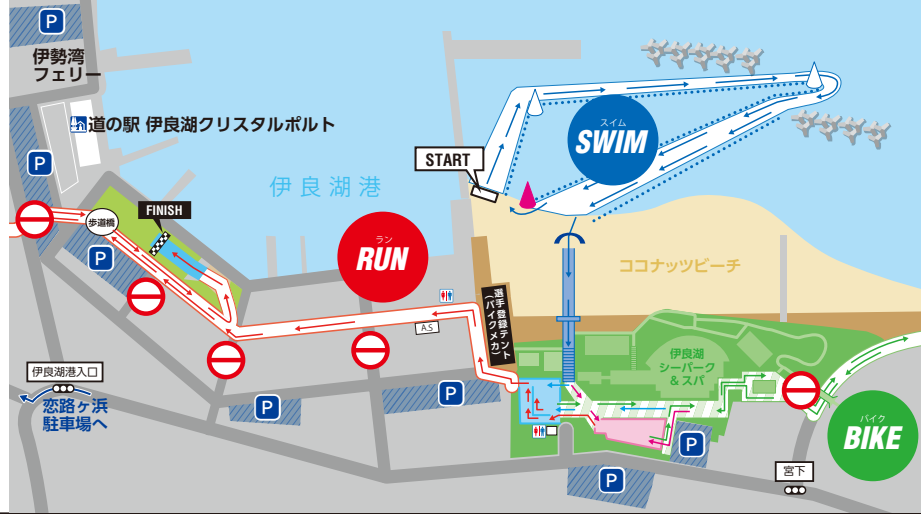 P
伊勢湾
フェリー
道の駅 伊良湖クリスタルポルト
P
START
スイム
SWIM
伊良湖港
FINISH
歩道橋
P
ラン
RUN
ココナッツビーチ
選手登録テント
(バイクメカ)
A.S
伊良湖
シーパーク
&スパ
伊良湖港入口
恋路ヶ浜
駐車場へ
P
P
P
バイク
BIKE
宮下
P